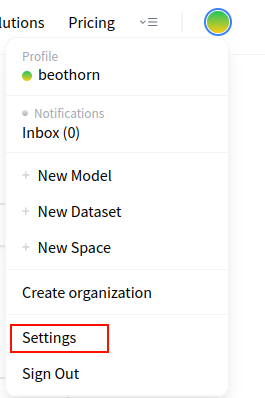 lutions Pricing
Profile
beothorn
Notifications
Inbox (0)
+ New Model
+ New Dataset
+ New Space
Create organization
Settings
Sign Out